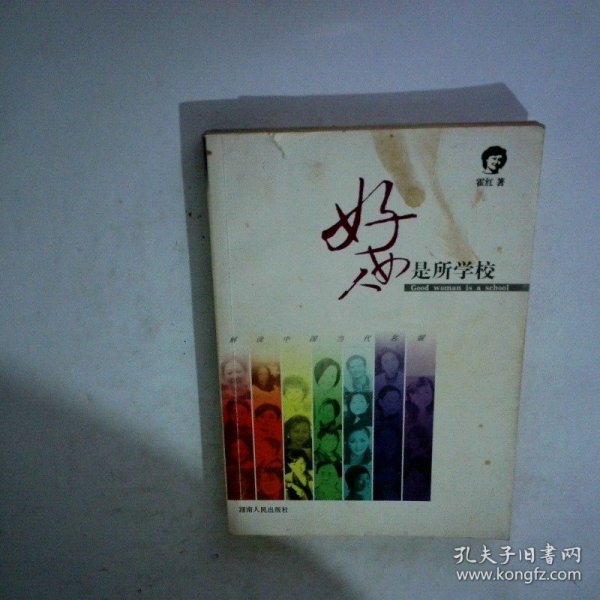 霍红 著
好女人
是所学校
Good woman is a school
解读中国当代名媛
湖南人民出版社
孔夫子旧书网
www.kongfz.com